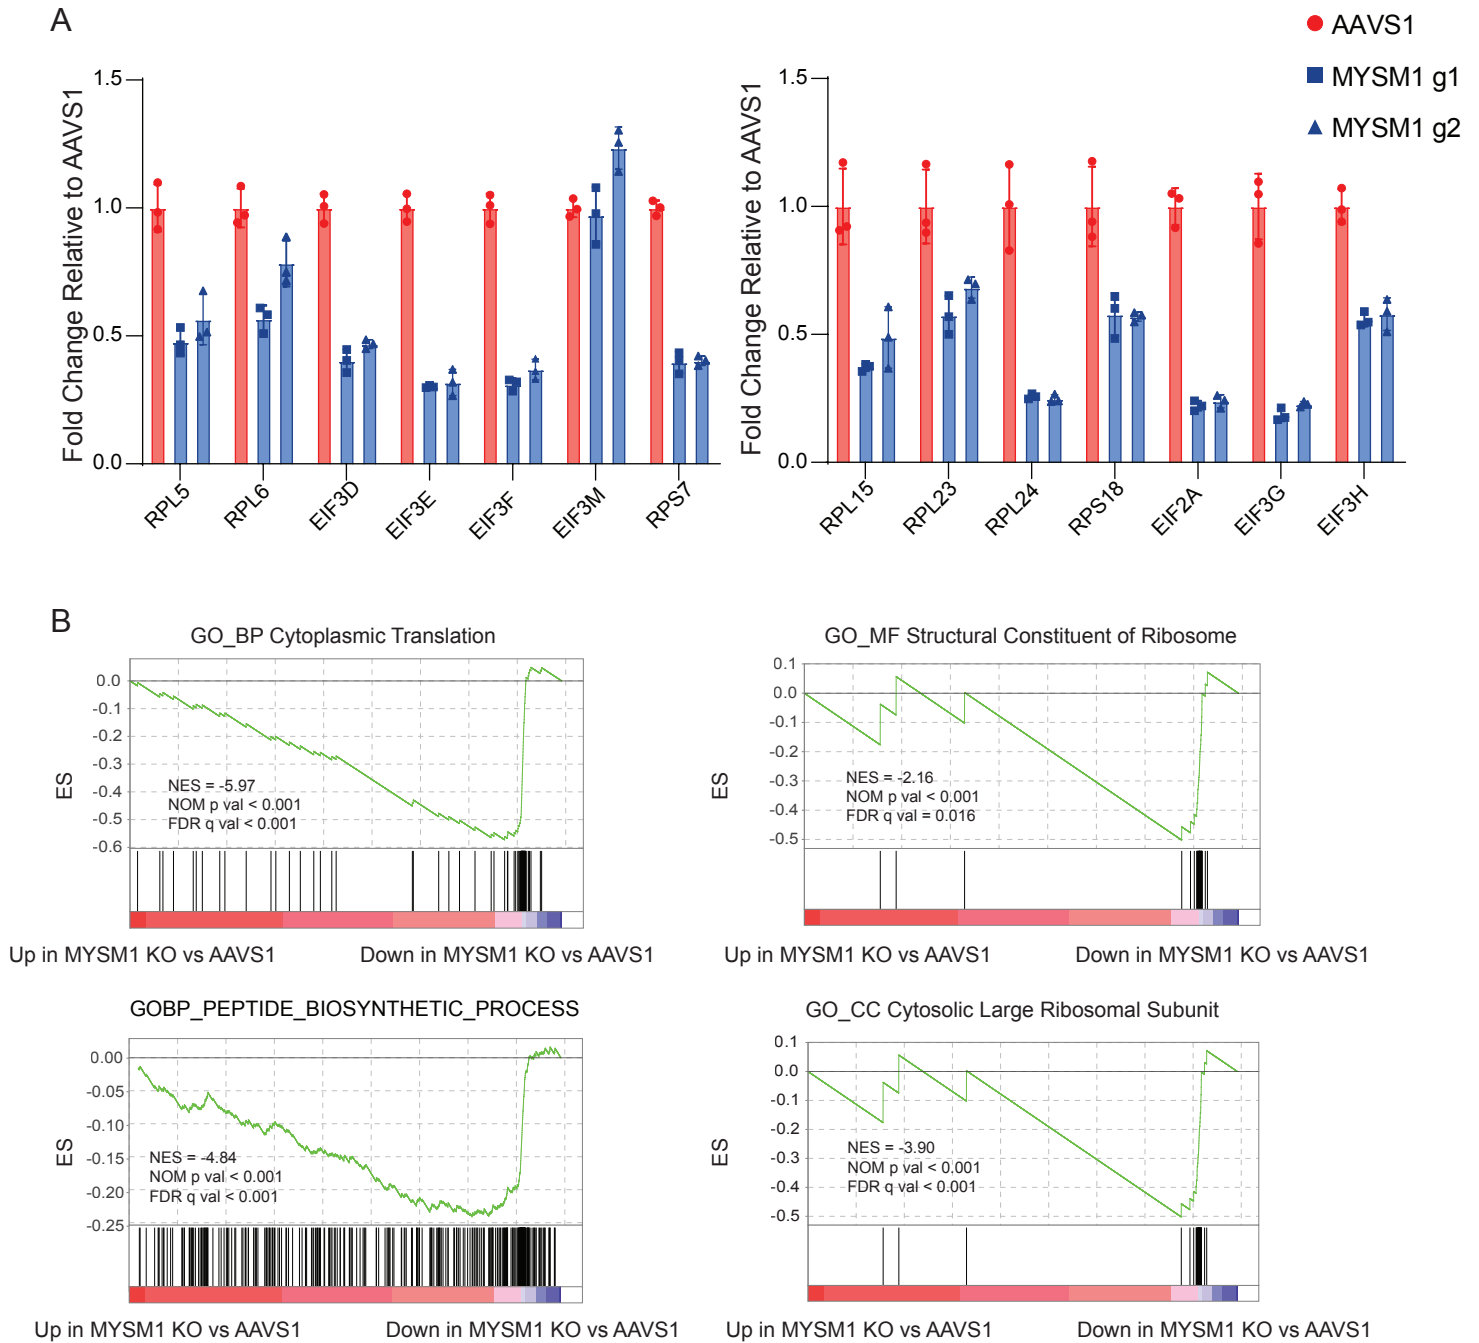 A
AAVS1
MYSM1 g1
MYSM1 g2
Fold Change Relative to AAVS1
1.5
1.0
0.5
0.0
RPL5
RPL6
EIF3D
EIF3E
EIF3F
EIF3M
RPS7
Fold Change Relative to AAVS1
1.5
1.0
0.5
0.0
RPL15
RPL23
RPL24
RPS18
EIF2A
EIF3G
EIF3H
B
GO_BP Cytoplasmic Translation
ES
0.0
-0.1
-0.2
-0.3
-0.4
-0.5
-0.6
NES = -5.97
NOM p val < 0.001
FDR q val < 0.001
Up in MYSM1 KO vs AAVS1
Down in MYSM1 KO vs AAVS1
GO_MF Structural Constituent of Ribosome
ES
0.1
0.0
-0.1
-0.2
-0.3
-0.4
-0.5
NES = -2.16
NOM p val < 0.001
FDR q val = 0.016
Up in MYSM1 KO vs AAVS1
Down in MYSM1 KO vs AAVS1
GOBP_PEPTIDE_BIOSYNTHETIC_PROCESS
ES
0.00
-0.05
-0.10
-0.15
-0.20
-0.25
NES = -4.84
NOM p val < 0.001
FDR q val < 0.001
Up in MYSM1 KO vs AAVS1
Down in MYSM1 KO vs AAVS1
GO_CC Cytosolic Large Ribosomal Subunit
ES
0.1
0.0
-0.1
-0.2
-0.3
-0.4
-0.5
NES = -3.90
NOM p val < 0.001
FDR q val < 0.001
Up in MYSM1 KO vs AAVS1
Down in MYSM1 KO vs AAVS1